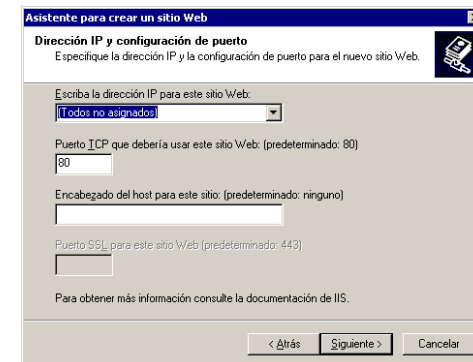 Asistente para crear un sitio Web
Dirección IP y configuración de puerto
Especifique la dirección IP y la configuración de puerto para el nuevo sitio Web.
Escriba la dirección IP para este sitio Web:
(Todos no asignados)
Puerto TCP que debería usar este sitio Web: (predeterminado: 80)
80
Encabezado del host para este sitio: (predeterminado: ninguno)
Puerto SSL para este sitio Web (predeterminado: 443)
Para obtener más información consulte la documentación de IIS.
< Atrás Siguiente > Cancelar